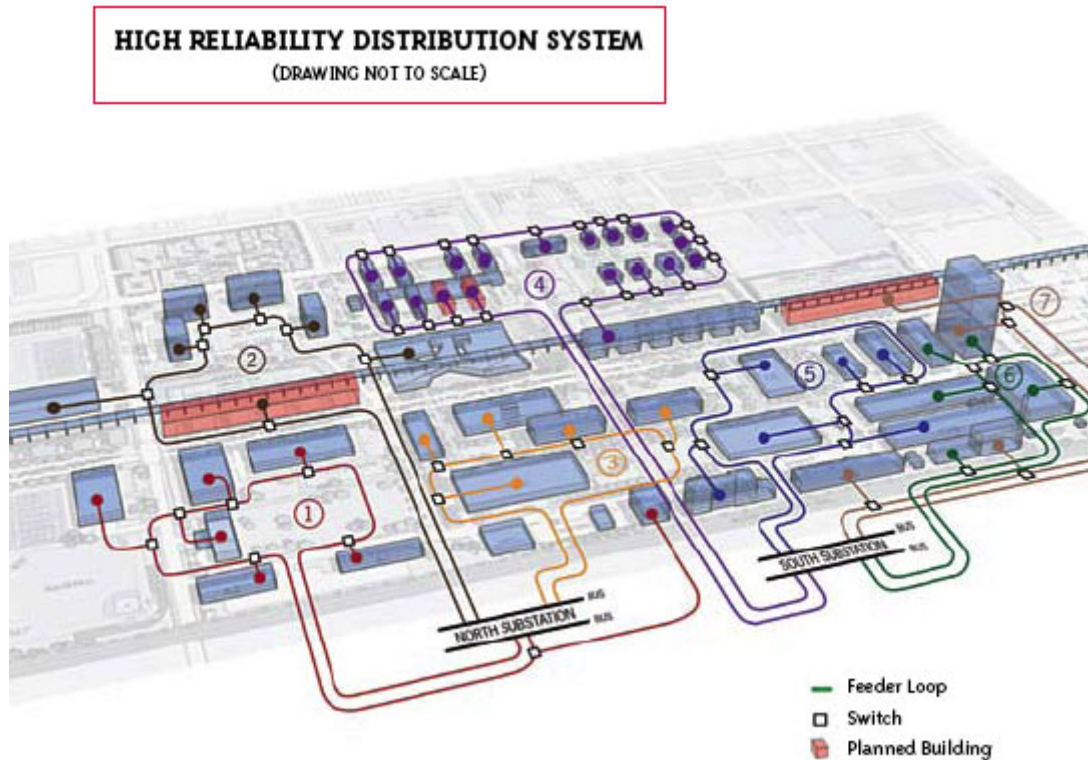 HIGH RELIABILITY DISTRIBUTION SYSTEM
(DRAWING NOT TO SCALE)
4
7
2
5
6
3
1
BUS
SOUTH SUBSTATION
BUS
BUS
NORTH SUBSTATION
BUS
Feeder Loop
Switch
Planned Building